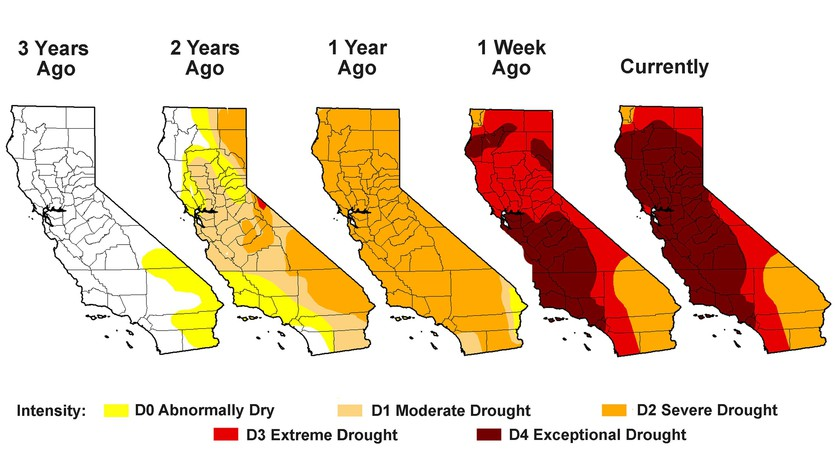 3 Years
Ago
2 Years
Ago
1 Year
Ago
1 Week
Ago
Currently
Intensity:
D0 Abnormally Dry
D1 Moderate Drought
D2 Severe Drought
D3 Extreme Drought
D4 Exceptional Drought